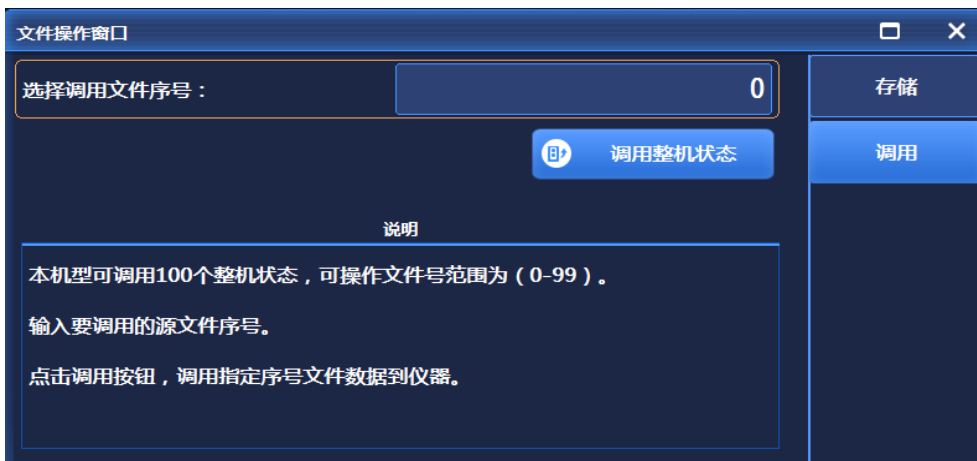 文件操作窗口
选择调用文件序号：
0
存储
调用整机状态
调用
说明
本机型可调用100个整机状态，可操作文件号范围为（0-99）。
输入要调用的源文件序号。
点击调用按钮，调用指定序号文件数据到仪器。